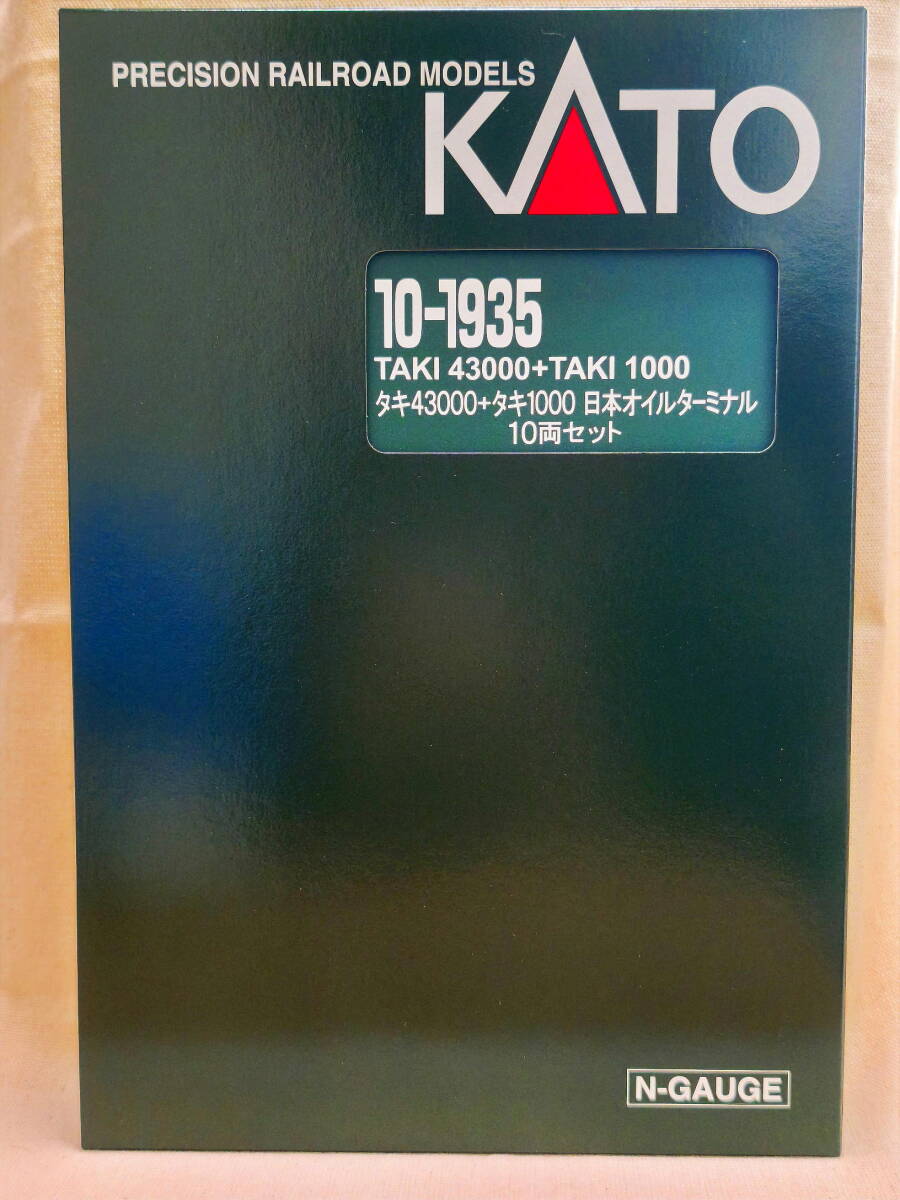 PRECISION RAILROAD MODELS
KATO
10-1935
TAKI 43000+TAKI 1000
タキ43000+タキ1000 日本オイルターミナル
10両セット
N-GAUGE